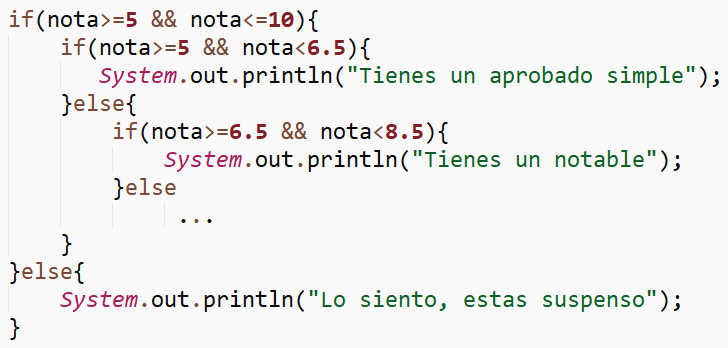 if(nota>=5 && nota<=10){
    if(nota>=5 && nota<6.5){
       System.out.println("Tienes un aprobado simple");
    }else{
        if(nota>=6.5 && nota<8.5){
            System.out.println("Tienes un notable");
        }else
             ...
    }
}else{
    System.out.println("Lo siento, estas suspenso");
}